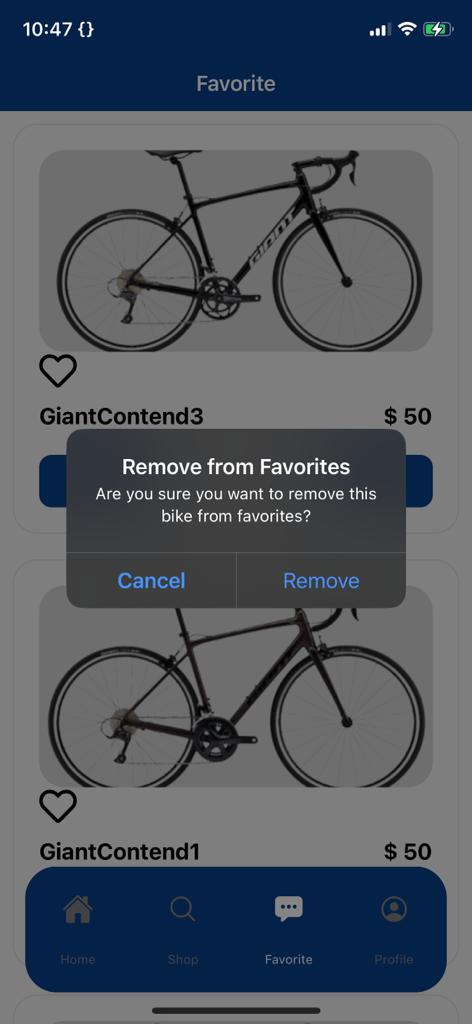 10:47 {}
Favorite
GIANT
GiantContend3
$ 50
Remove from Favorites
Are you sure you want to remove this
bike from favorites?
Cancel
Remove
GiantContend1
$ 50
Home
Shop
Favorite
Profile